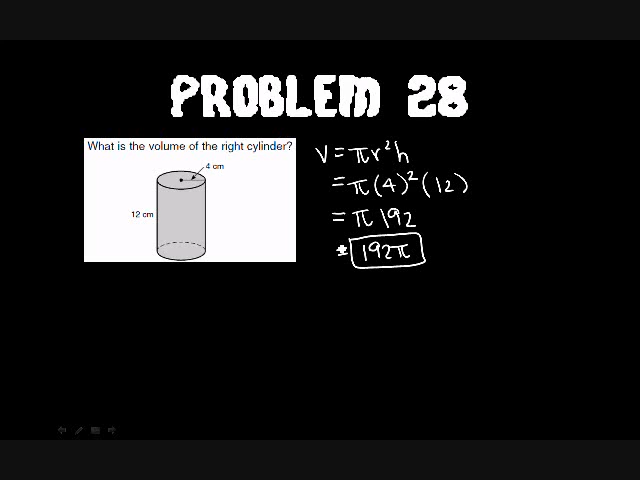 PROBLEM 28
What is the volume of the right cylinder?
4 cm
12 cm
V = πr²h
= π(4)²(12)
= π 192
192π